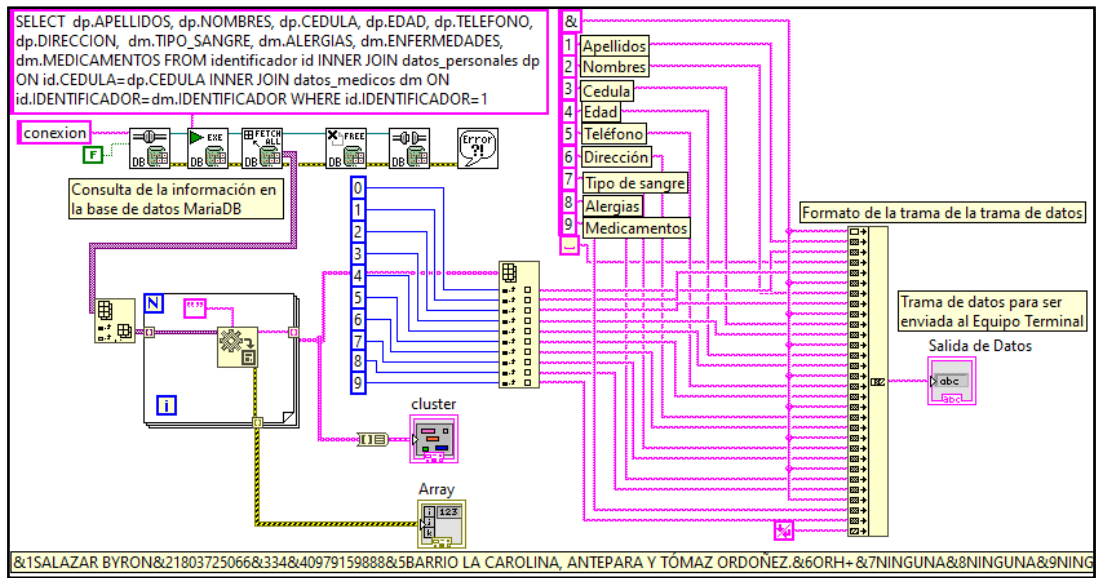 SELECT dp.APELLIDOS, dp.NOMBRES, dp.CEDULA, dp.EDAD, dp.TELEFONO,
dp.DIRECCION, dm.TIPO_SANGRE, dm.ALERGIAS, dm.ENFERMEDADES,
dm.MEDICAMENTOS FROM identificador id INNER JOIN datos_personales dp
ON id.CEDULA=dp.CEDULA INNER JOIN datos_medicos dm ON
id.IDENTIFICADOR=dm.IDENTIFICADOR WHERE id.IDENTIFICADOR=1
conexion
F
DB
EXE
DB
FETCH
ALL
DB
FREE
DB
DB
Error
?!
Consulta de la información en
la base de datos MariaDB
&
1 Apellidos
2 Nombres
3 Cedula
4 Edad
5 Teléfono
6 Dirección
7 Tipo de sangre
8 Alergias
9 Medicamentos
0
1
2
3
4
5
6
7
8
9
N
i
cluster
Array
i 123
j
k
Formato de la trama de la trama de datos
Trama de datos para ser
enviada al Equipo Terminal
Salida de Datos
abc
abc
&1SALAZAR BYRON&21803725066&334&40979159888&5BARRIO LA CAROLINA, ANTEPARA Y TÓMAZ ORDOÑEZ.&6ORH+&7NINGUNA&8NINGUNA&9NING